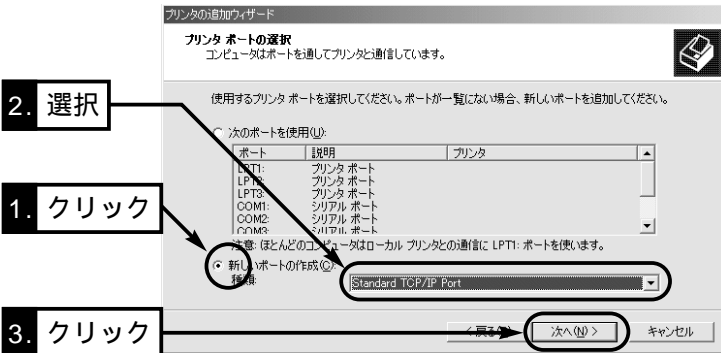 プリンタの追加ウィザード
プリンタ ポートの選択
コンピュータはポートを通してプリンタと通信しています。
使用するプリンタ ポートを選択してください。ポートが一覧にない場合、新しいポートを追加してください。
2. 選択
次のポートを使用(U):
ポート 説明 プリンタ
LPT1: プリンタ ポート
LPT2: プリンタ ポート
LPT3: プリンタ ポート
COM1: シリアル ポート
COM2: シリアル ポート
COM3: シリアル ポート
1. クリック
注意: ほとんどのコンピュータはローカル プリンタとの通信に LPT1: ポートを使います。
新しいポートの作成(C):
種類: Standard TCP/IP Port
3. クリック
< 戻る 次へ(N) > キャンセル